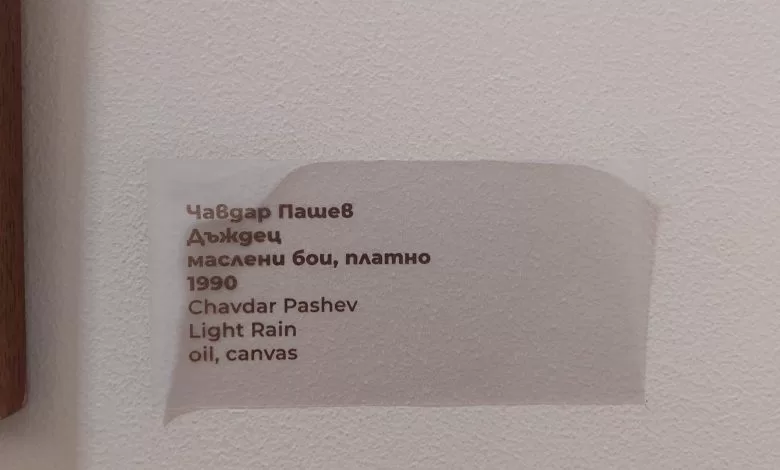 Чавдар Пашев
Дъждец
маслени бои, платно
1990
Chavdar Pashev
Light Rain
oil, canvas